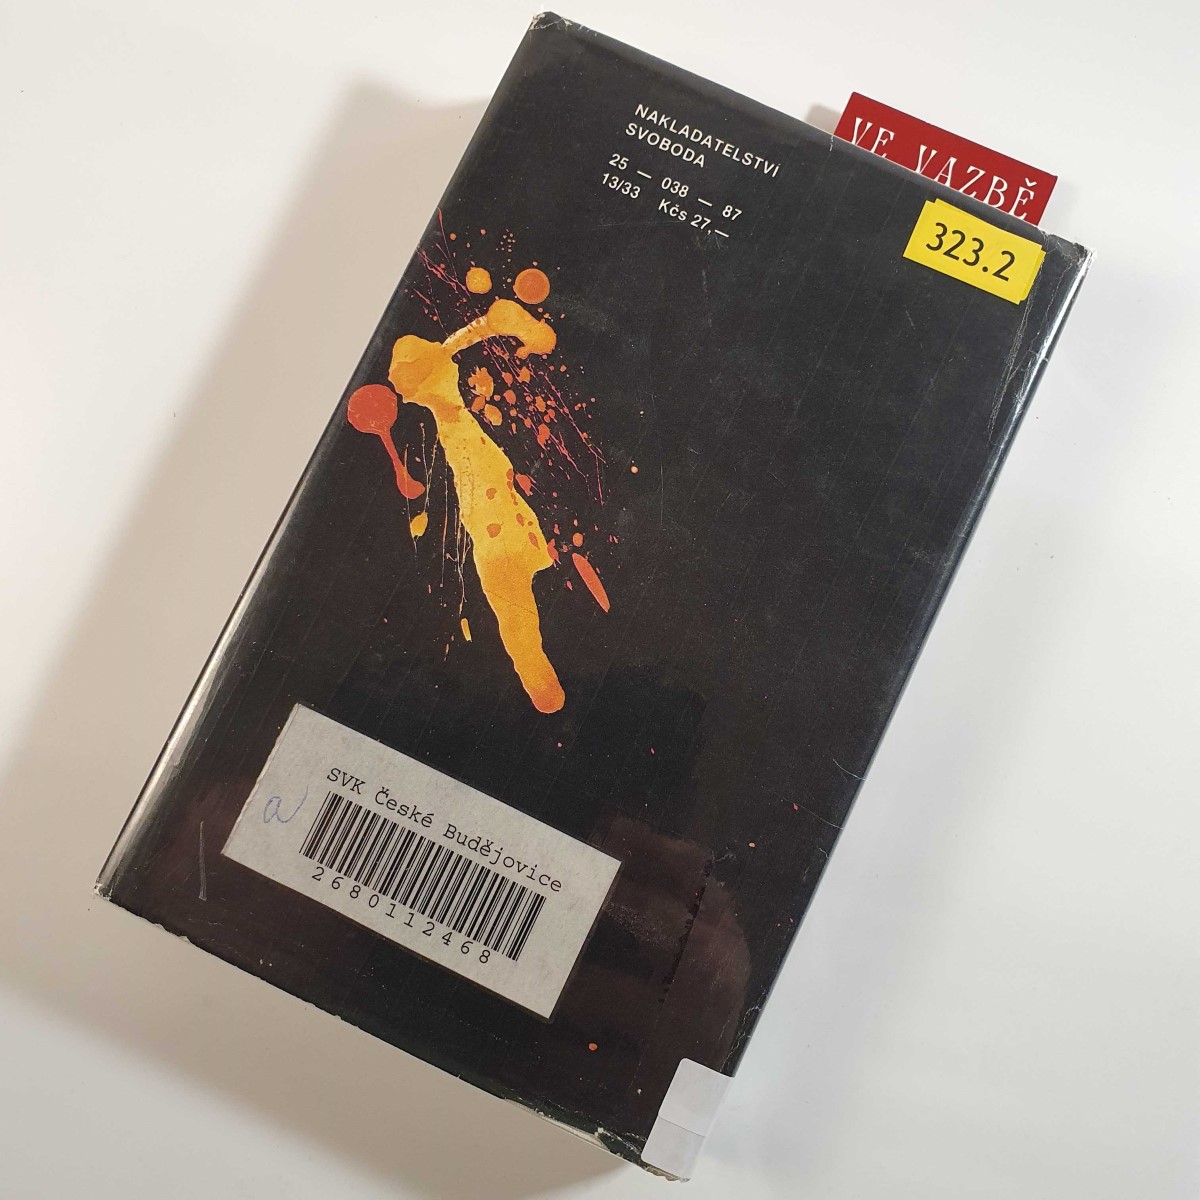 NAKLADATELSTVÍ
SVOBODA
25 — 038 — 87
13/33 Kčs 27,—
VE VAZBĚ
323.2
SVK České Budějovice
a
2680112468